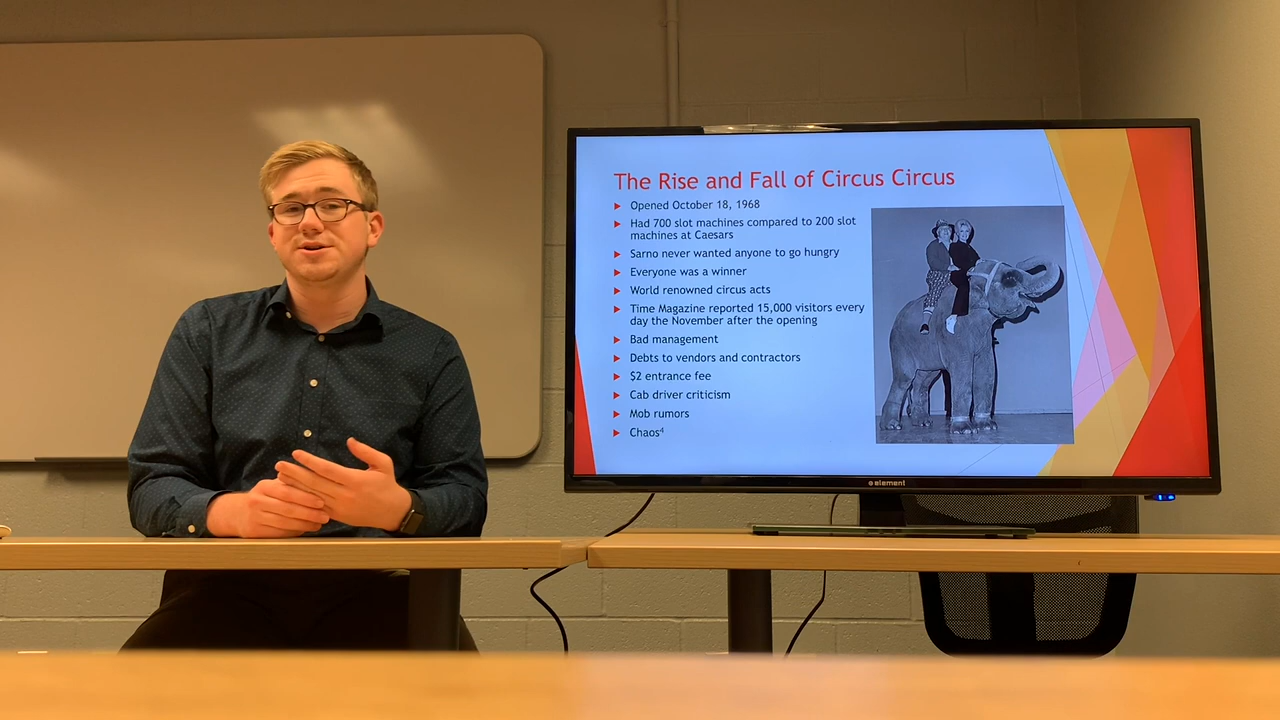 The Rise and Fall of Circus Circus
Opened October 18, 1968
Had 700 slot machines compared to 200 slot
machines at Caesars
Sarno never wanted anyone to go hungry
Everyone was a winner
World renowned circus acts
Time Magazine reported 15,000 visitors every
day the November after the opening
Bad management
Debts to vendors and contractors
$2 entrance fee
Cab driver criticism
Mob rumors
Chaos⁴
element